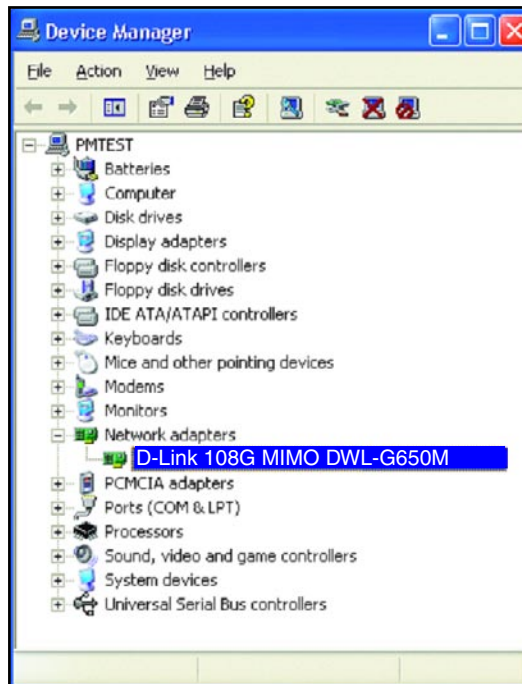 Device Manager
File Action View Help
PMTEST
Batteries
Computer
Disk drives
Display adapters
Floppy disk controllers
Floppy disk drives
IDE ATA/ATAPI controllers
Keyboards
Mice and other pointing devices
Modems
Monitors
Network adapters
D-Link 108G MIMO DWL-G650M
PCMCIA adapters
Ports (COM & LPT)
Processors
Sound, video and game controllers
System devices
Universal Serial Bus controllers